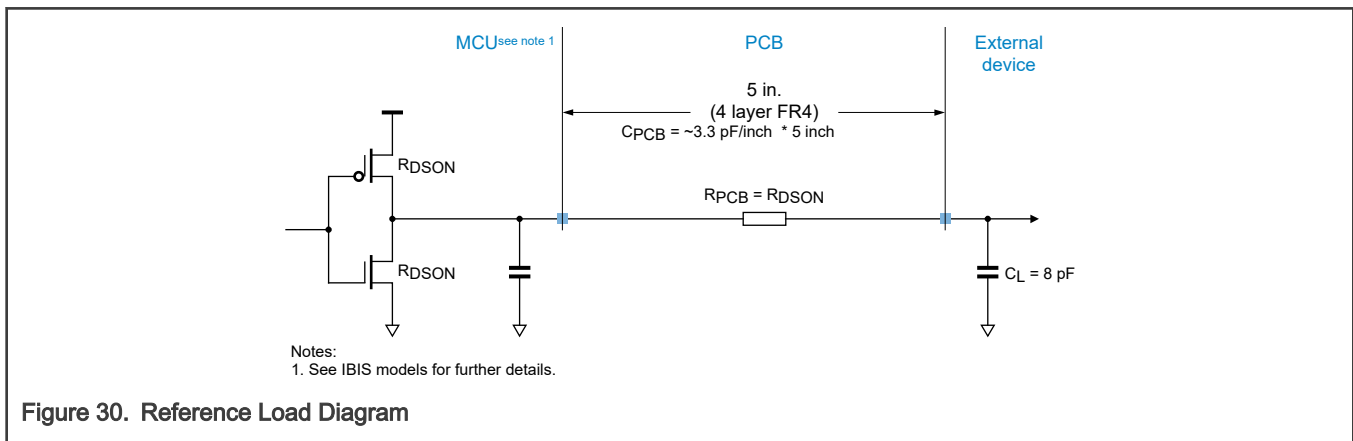 MCUsee note 1
PCB
External
device
5 in.
(4 layer FR4)
CPCB = ~3.3 pF/inch * 5 inch
RDSON
RPCB = RDSON
RDSON
CL = 8 pF
Notes:
1. See IBIS models for further details.
Figure 30. Reference Load Diagram